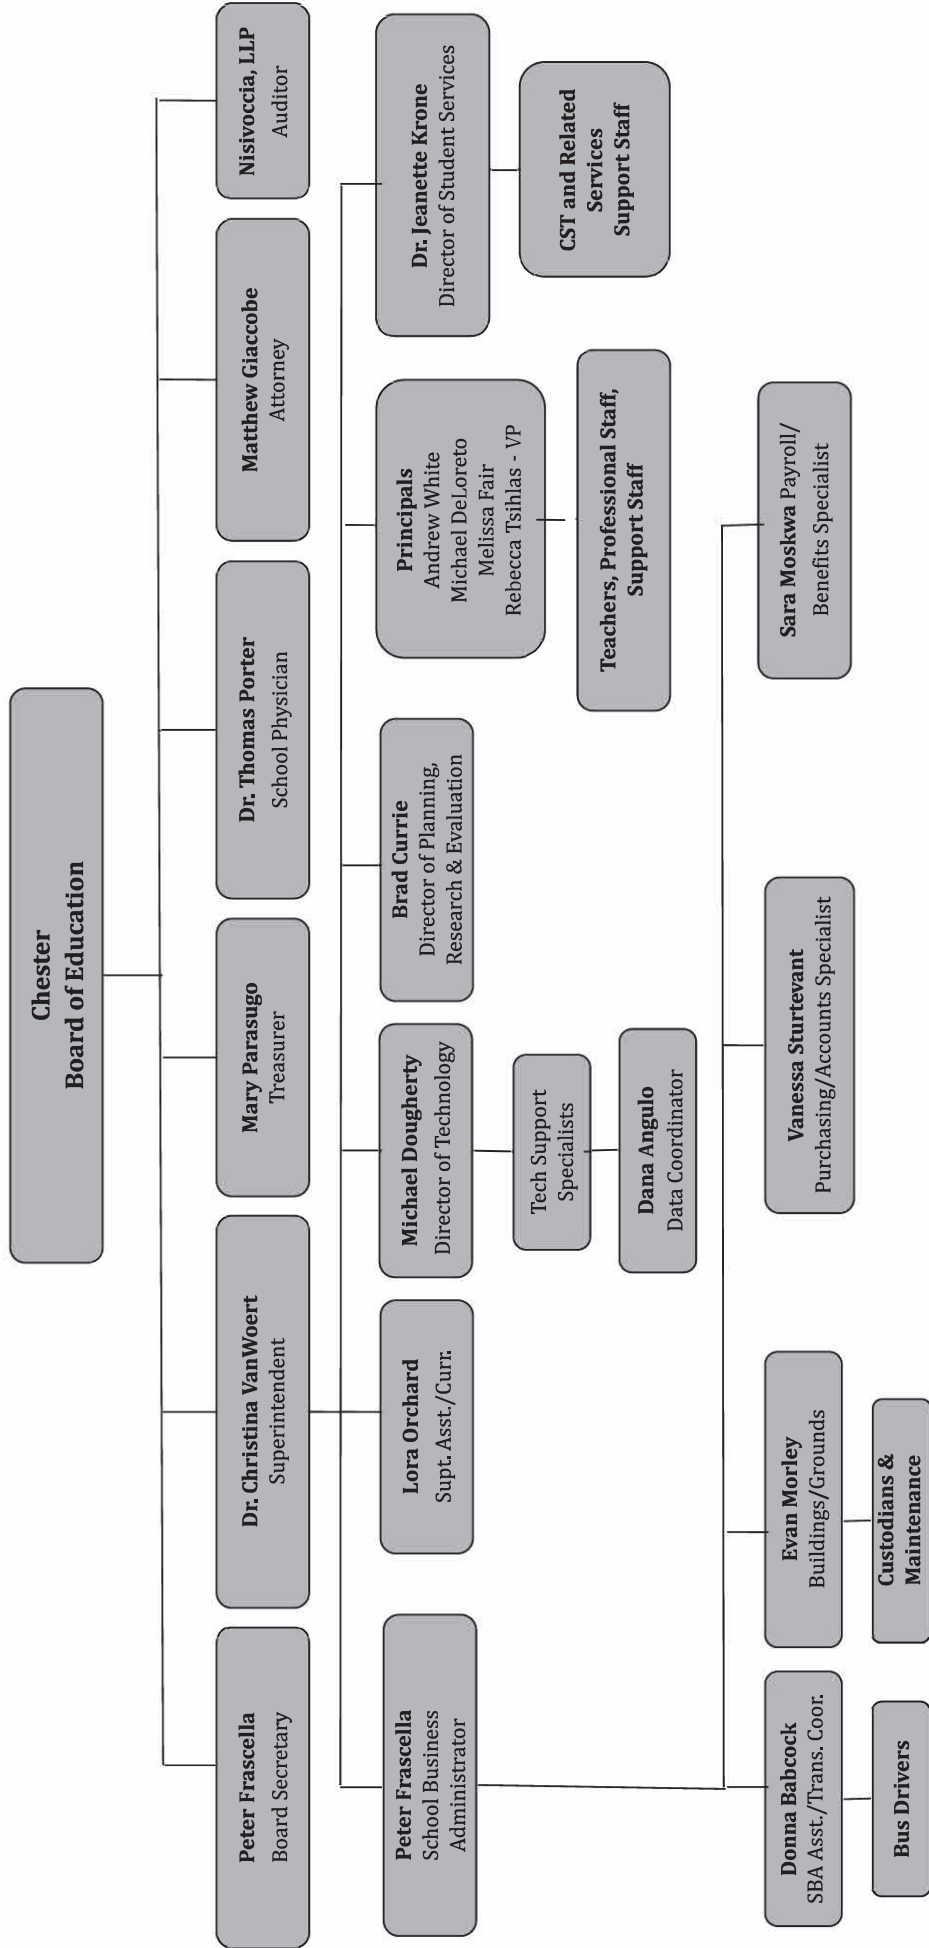 Chester
Board of Education
Peter Frascella
Board Secretary
Dr. Christina VanWoert
Superintendent
Mary Parasugo
Treasurer
Dr. Thomas Porter
School Physician
Matthew Giaccobe
Attorney
Nisivoccia, LLP
Auditor
Peter Frascella
School Business
Administrator
Lora Orchard
Supt. Asst./Curr.
Michael Dougherty
Director of Technology
Brad Currie
Director of Planning,
Research & Evaluation
Principals
Andrew White
Michael DeLoreto
Melissa Fair
Rebecca Tsihlas - VP
Dr. Jeanette Krone
Director of Student Services
Tech Support
Specialists
Dana Angulo
Data Coordinator
Teachers, Professional Staff,
Support Staff
CST and Related
Services
Support Staff
Donna Babcock
SBA Asst./Trans. Coor.
Evan Morley
Buildings/Grounds
Vanessa Sturtevant
Purchasing/Accounts Specialist
Sara Moskwa Payroll/
Benefits Specialist
Bus Drivers
Custodians &
Maintenance